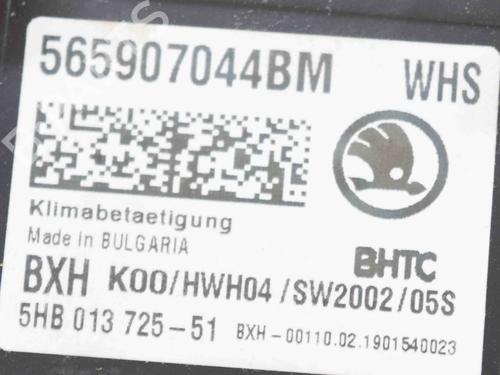 565907044BM WHS
Klimabetaetigung
Made in BULGARIA
BHTC
BXH K00/HWH04/SW2002/05S
5HB 013 725-51 BXH-00110.02.1901540023